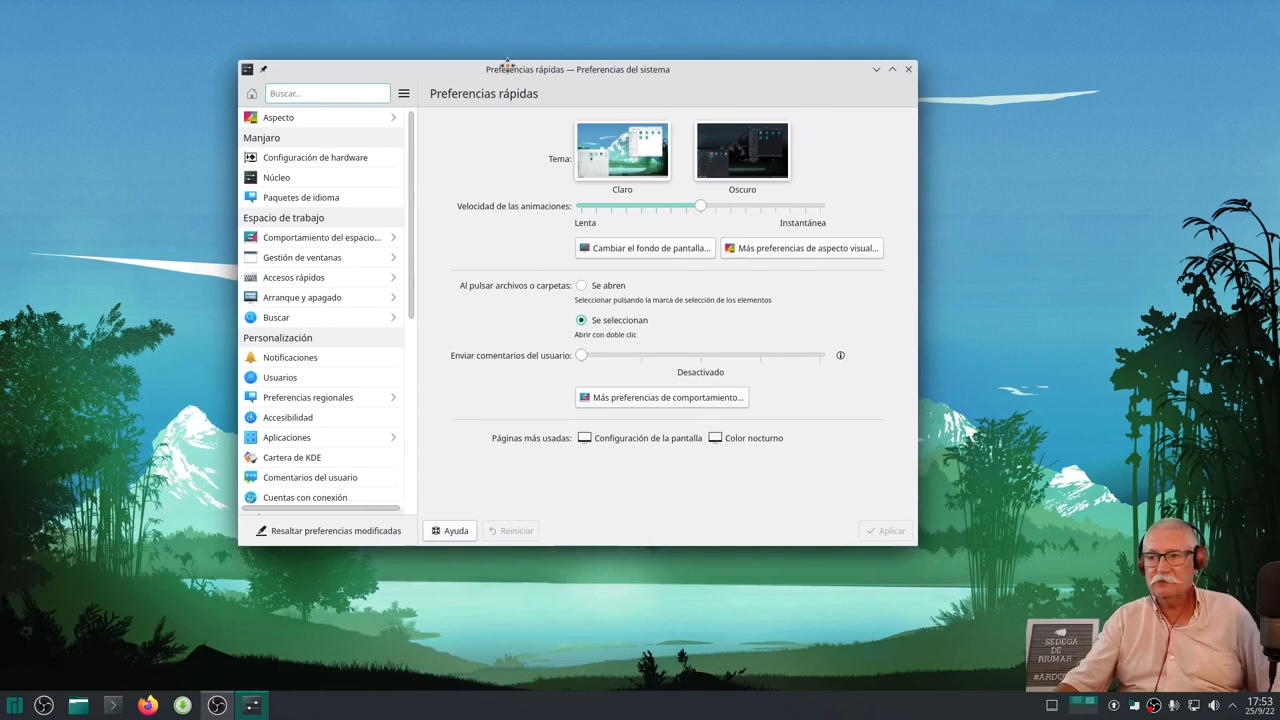 Preferencias rápidas — Preferencias del sistema
Buscar...
Preferencias rápidas
Aspecto
Manjaro
Configuración de hardware
Núcleo
Paquetes de idioma
Espacio de trabajo
Comportamiento del espacio...
Gestión de ventanas
Accesos rápidos
Arranque y apagado
Buscar
Personalización
Notificaciones
Usuarios
Preferencias regionales
Accesibilidad
Aplicaciones
Cartera de KDE
Comentarios del usuario
Cuentas con conexión
Resaltar preferencias modificadas
Tema:
Claro
Oscuro
Velocidad de las animaciones:
Lenta
Instantánea
Cambiar el fondo de pantalla...
Más preferencias de aspecto visual...
Al pulsar archivos o carpetas:
Se abren
Seleccionar pulsando la marca de selección de los elementos
Se seleccionan
Abrir con doble clic
Enviar comentarios del usuario:
Desactivado
Más preferencias de comportamiento...
Páginas más usadas:
Configuración de la pantalla
Color nocturno
Ayuda
Reiniciar
Aplicar
SEDEGA
DE
RIUMAR
17:53
25/9/22